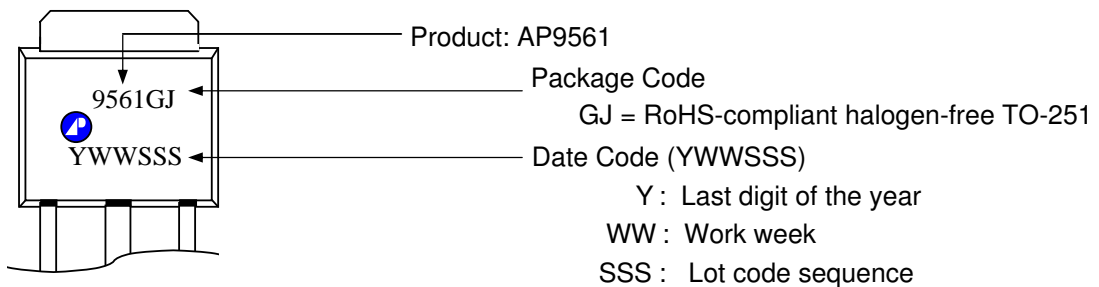 Product: AP9561
Package Code
9561GJ
GJ = RoHS-compliant halogen-free TO-251
AP
YWWSSS
Date Code (YWWSSS)
Y : Last digit of the year
WW : Work week
SSS : Lot code sequence